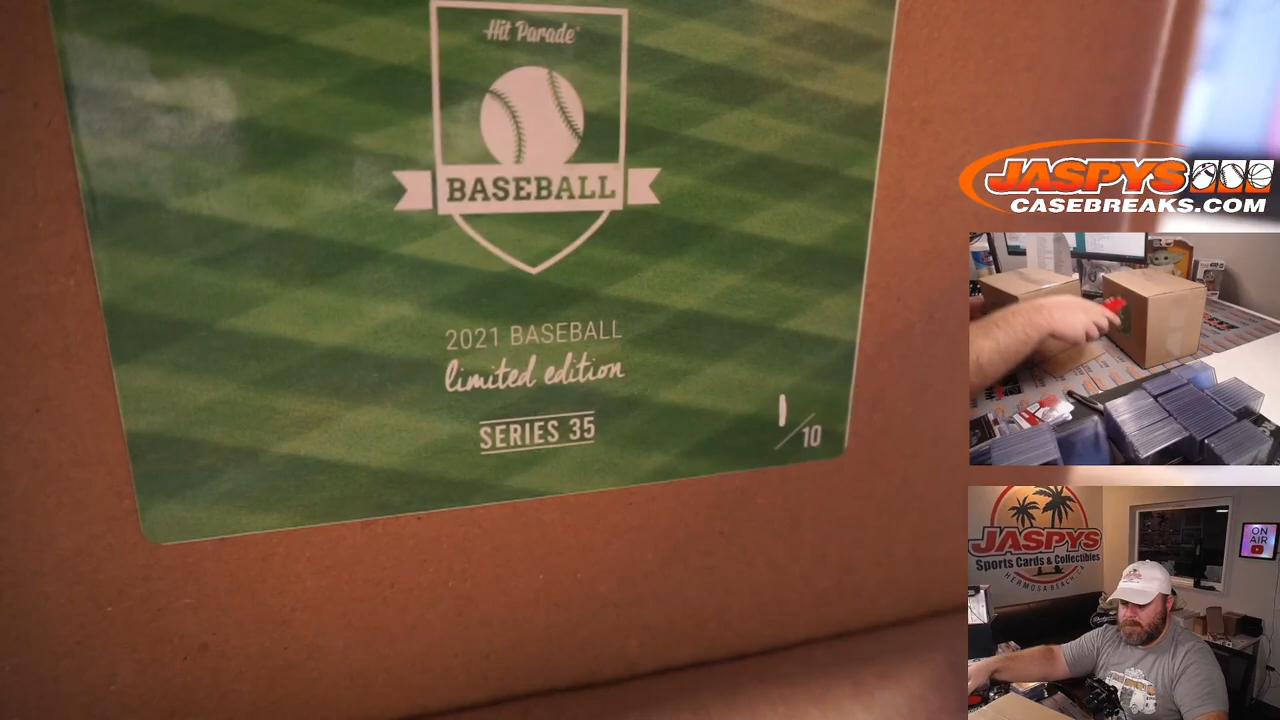 Hit Parade
BASEBALL
2021 BASEBALL
limited edition
SERIES 35
1/10
JASPYS
CASEBREAKS.COM
JASPYS
Sports Cards & Collectibles
HERMOSA BEACH, CA
ON
AIR